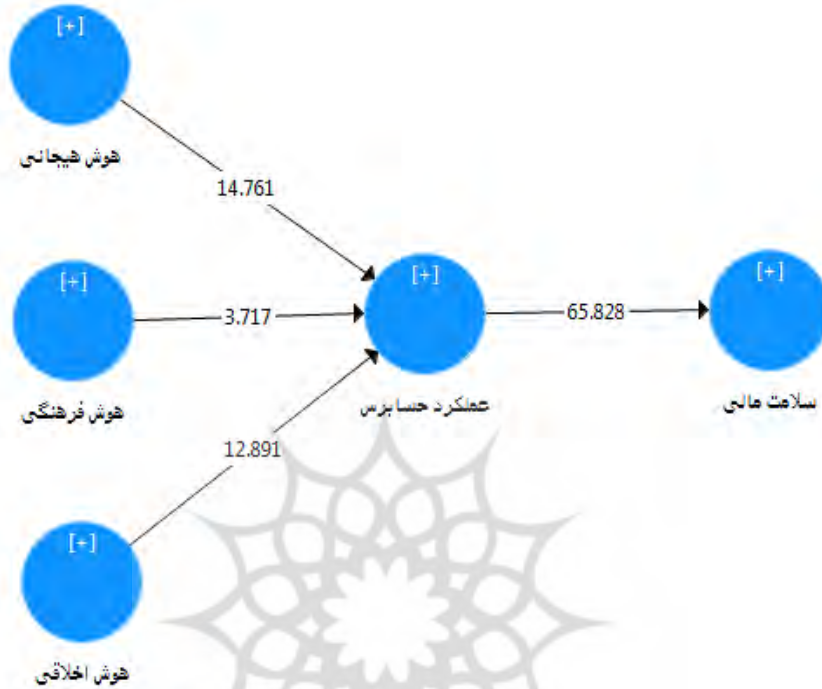 [+]
هوش هیجانی
14.761
[+]
هوش فرهنگی
3.717
[+]
عملکرد حسابرس
65.828
[+]
سلامت مالی
12.891
[+]
هوش اخلاقی